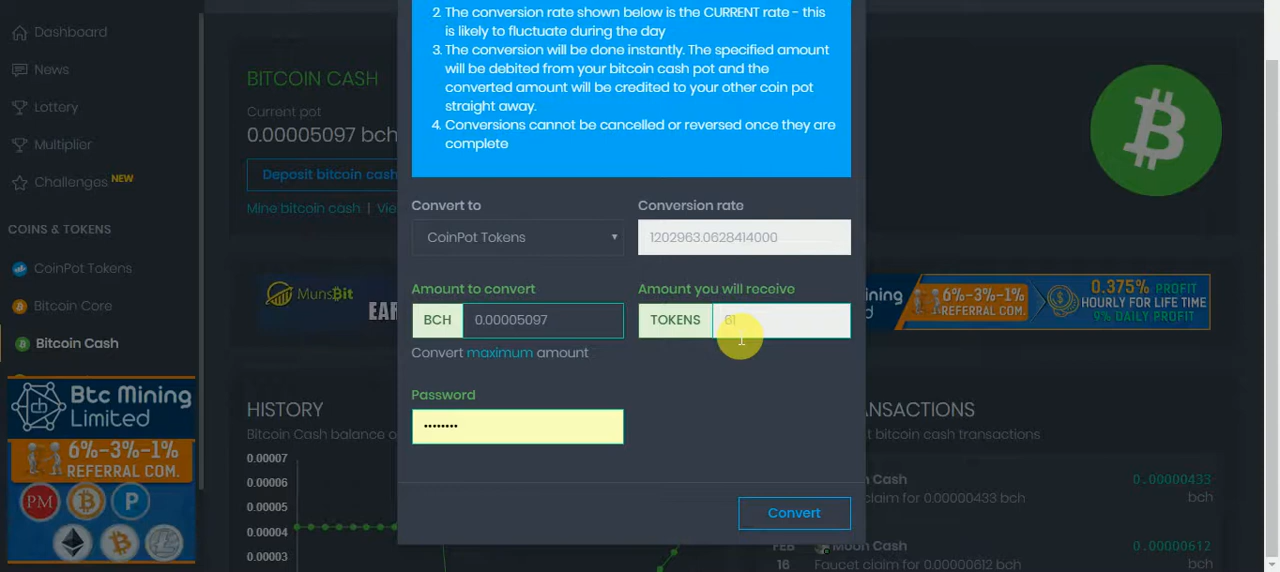 Dashboard
News
Lottery
Multiplier
Challenges NEW
COINS & TOKENS
CoinPot Tokens
Bitcoin Core
Bitcoin Cash
Btc Mining
Limited
6%-3%-1%
REFERRAL COM.
PM
BITCOIN CASH
Current pot
0.00005097 bch
Deposit bitcoin cash
Mine bitcoin cash |
MunsBit
HISTORY
Bitcoin Cash balance
0.00007
0.00006
0.00005
0.00004
0.00003
2. The conversion rate shown below is the CURRENT rate - this
is likely to fluctuate during the day
3. The conversion will be done instantly. The specified amount
will be debited from your bitcoin cash pot and the
converted amount will be credited to your other coin pot
straight away.
4. Conversions cannot be cancelled or reversed once they are
complete
Convert to
Conversion rate
CoinPot Tokens
1202963.0628414000
Amount to convert
Amount you will receive
BCH 0.00005097
TOKENS 61
Convert maximum amount
Password
••••••••
Convert
6%-3%-1%
REFERRAL COM.
0.375% PROFIT
HOURLY FOR LIFE TIME
9% DAILY PROFIT
ANSACTIONS
bitcoin cash transactions
Cash
claim for 0.00000433 bch
0.00000433
bch
FEB
16
Moon Cash
Faucet claim for 0.00000612 bch
0.00000612
bch